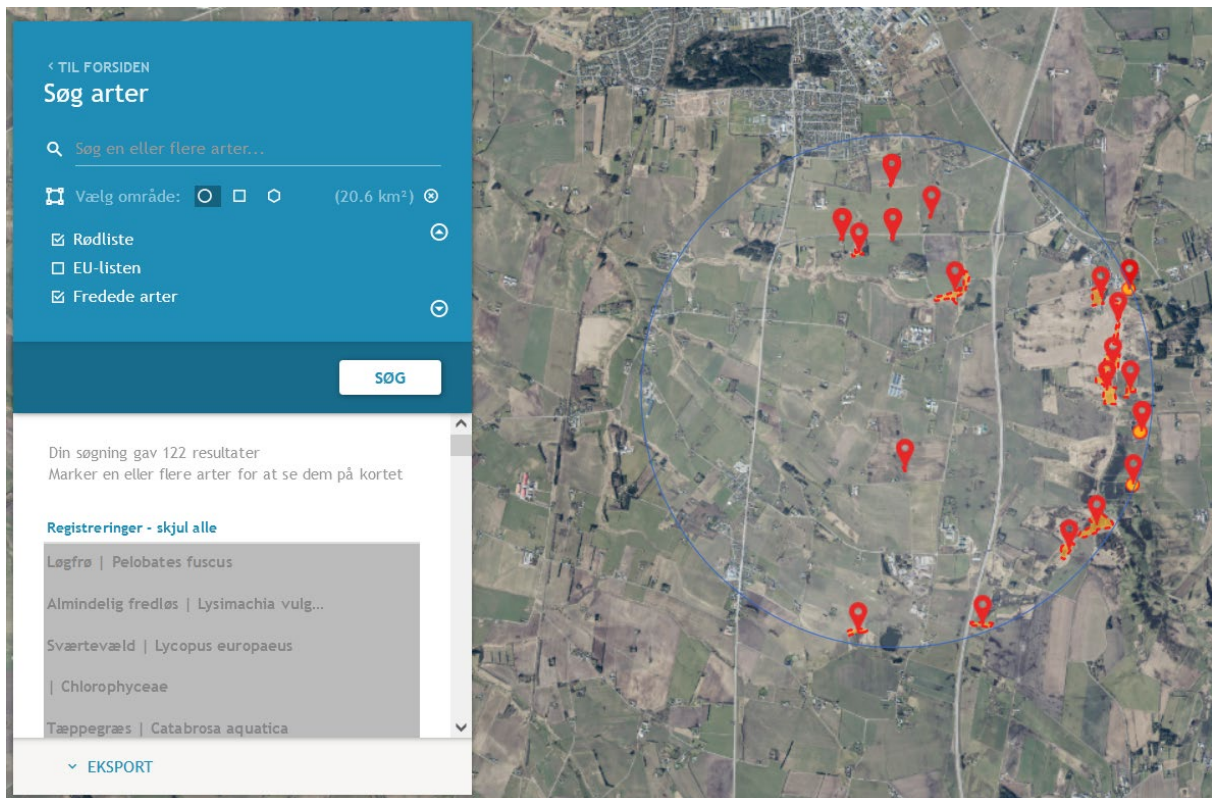 ‹ TIL FORSIDEN
Søg arter
Søg en eller flere arter...
Vælg område: (20.6 km²)
Rødliste
EU-listen
Fredede arter
SØG
Din søgning gav 122 resultater
Marker en eller flere arter for at se dem på kortet
Registreringer - skjul alle
Løgfrø | Pelobates fuscus
Almindelig fredløs | Lysimachia vulg...
Sværtevæld | Lycopus europaeus
| Chlorophyceae
Tæppegræs | Catabrosa aquatica
EKSPORT